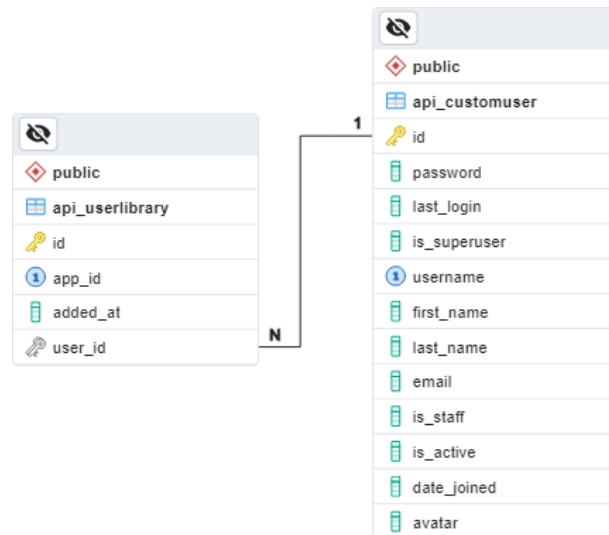 public
api_userlibrary
id
app_id
added_at
user_id
N
1
public
api_customuser
id
password
last_login
is_superuser
1 username
first_name
last_name
email
is_staff
is_active
date_joined
avatar